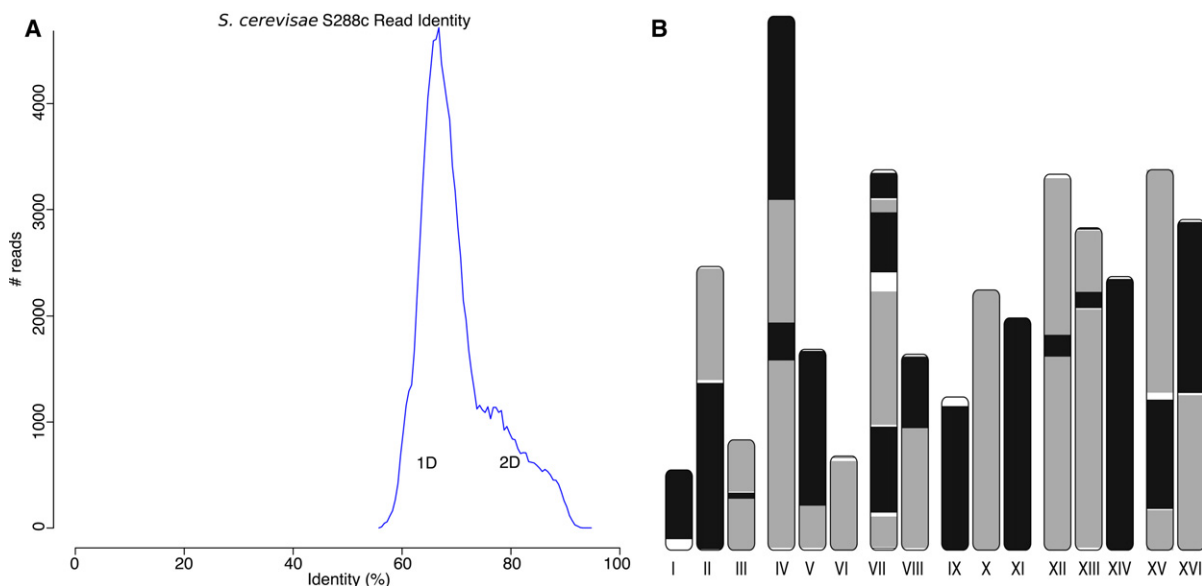 A
S. cerevisae S288c Read Identity
# reads
4000
3000
2000
1000
0
1D
2D
0 20 40 60 80 100
Identity (%)
B
I II III IV V VI VII VIII IX X XI XII XIII XIV XV XVI